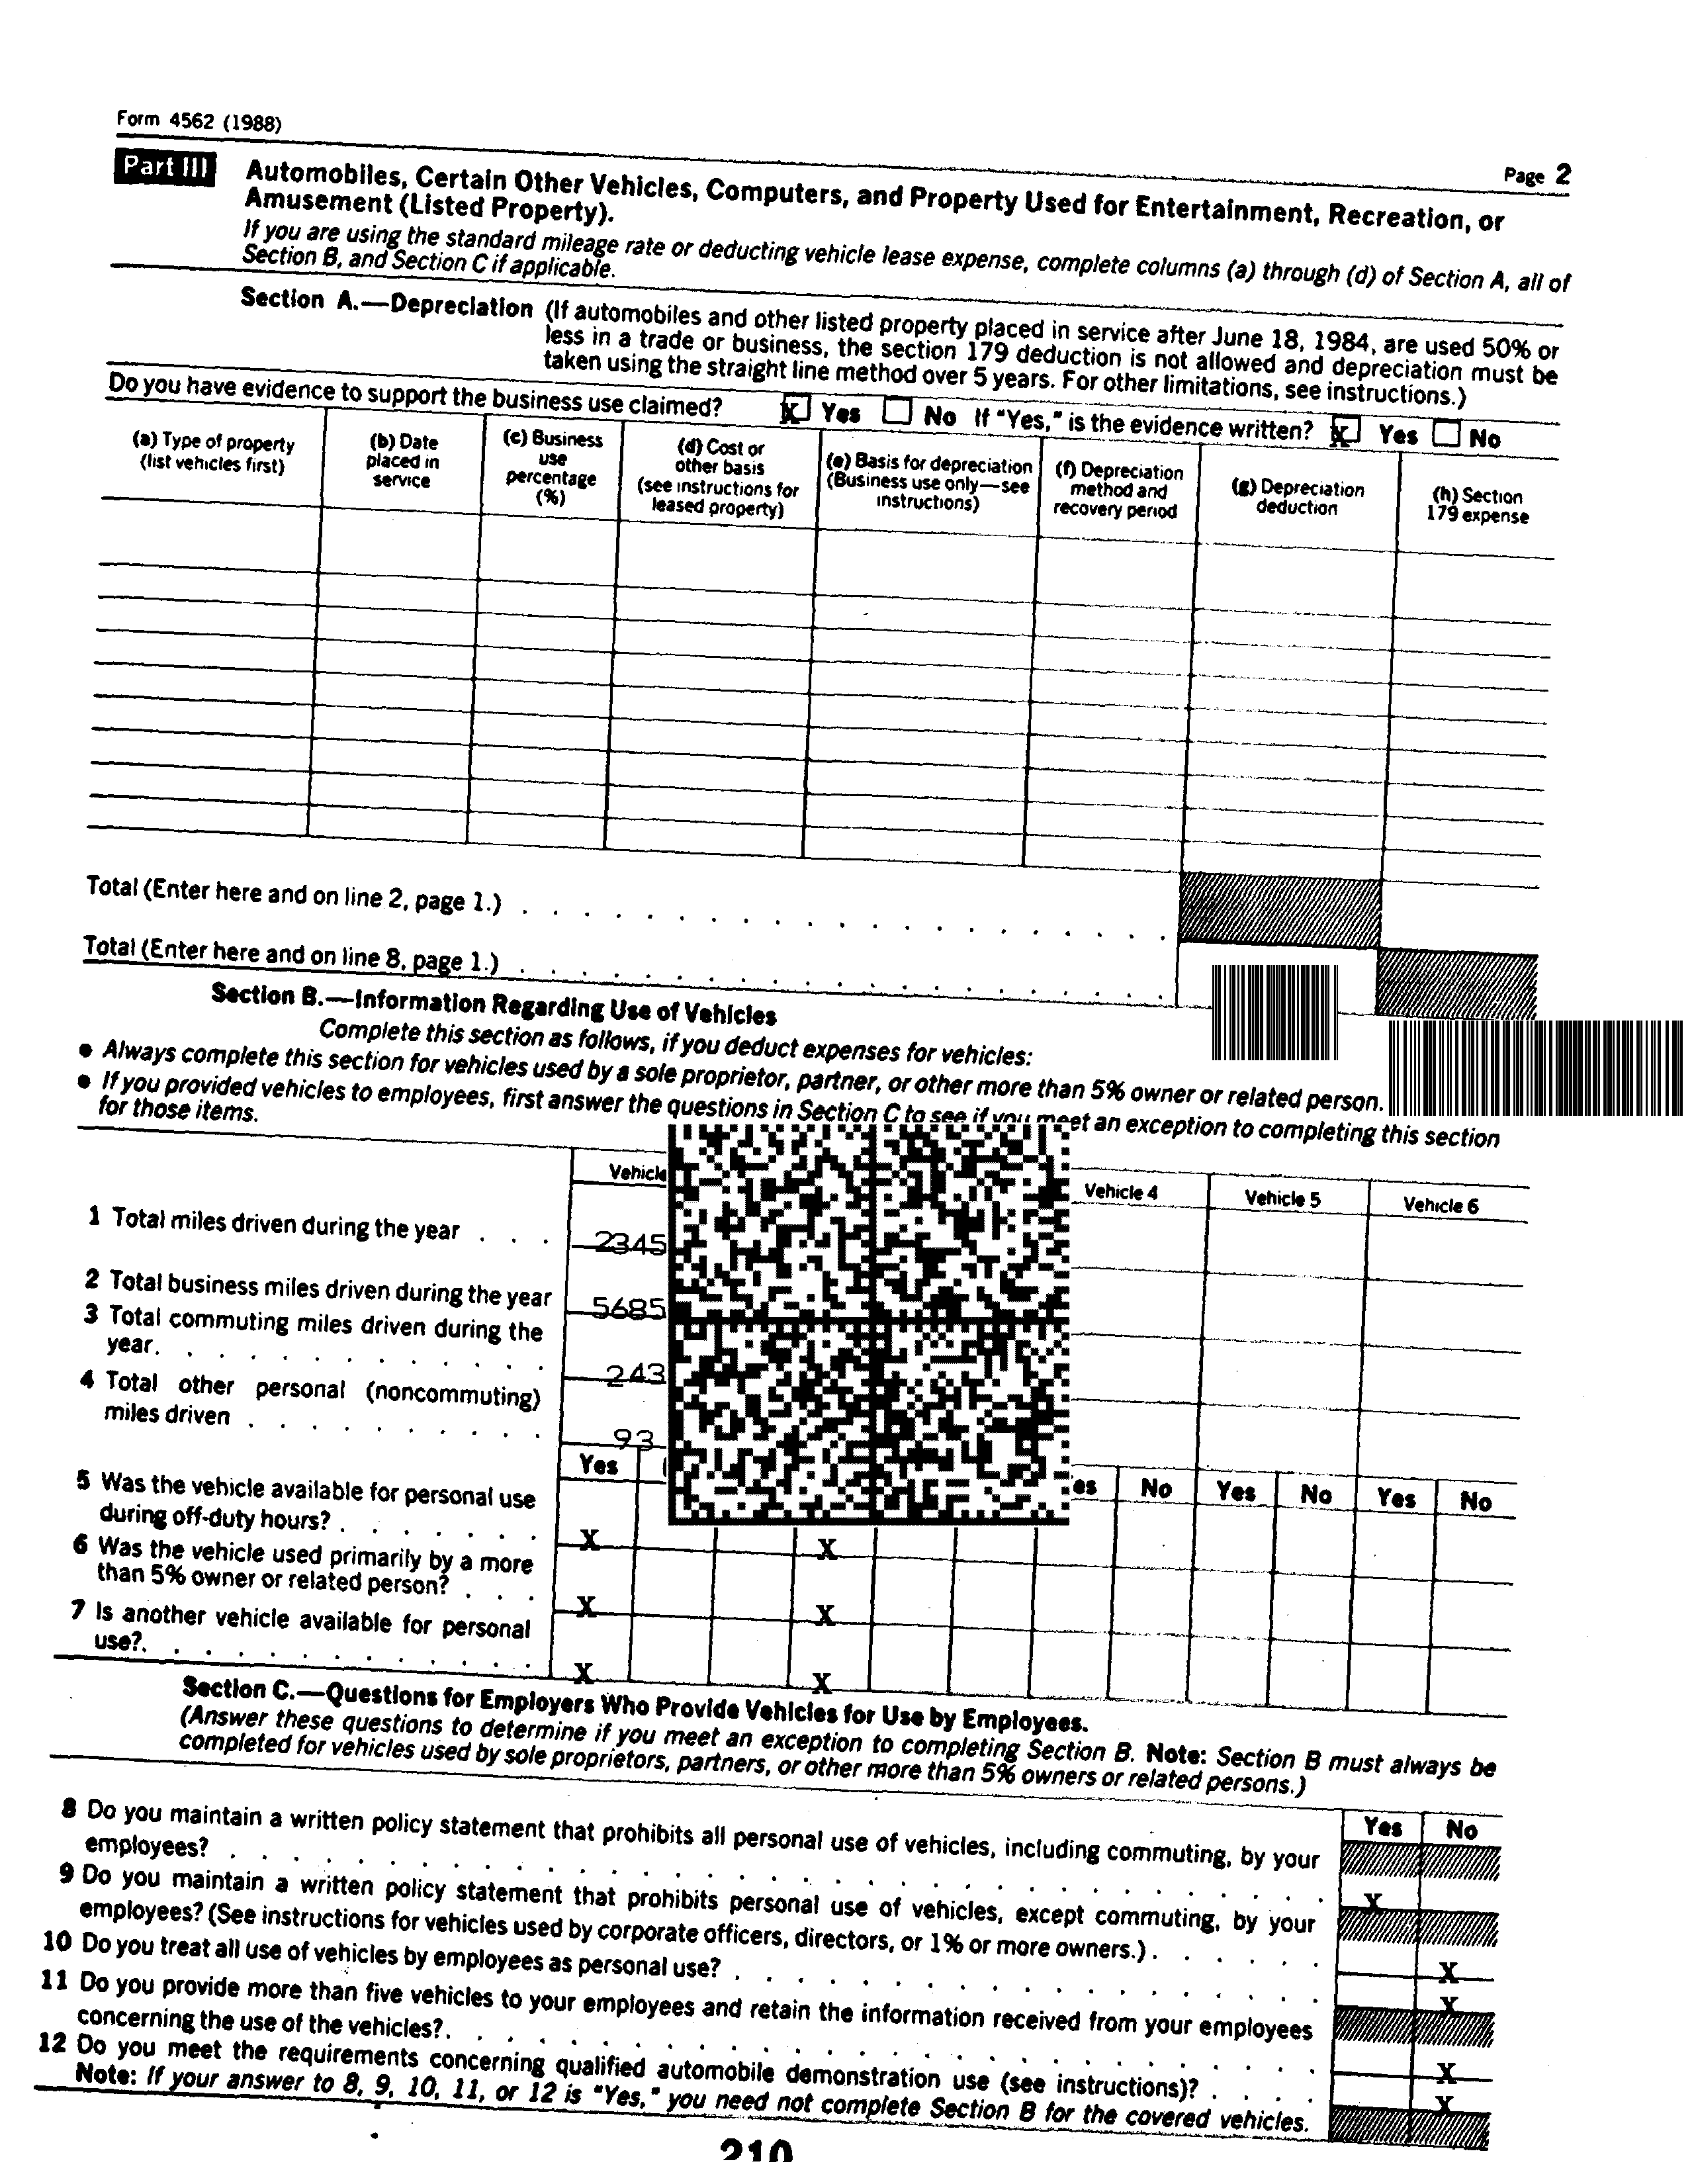 Form 4562 (1988)
Page 2
Part III
Automobiles, Certain Other Vehicles, Computers, and Property Used for Entertainment, Recreation, or
Amusement (Listed Property).
If you are using the standard mileage rate or deducting vehicle lease expense, complete columns (a) through (d) of Section A, all of
Section B, and Section C if applicable.
Section A.—Depreciation (If automobiles and other listed property placed in service after June 18, 1984, are used 50% or
less in a trade or business, the section 179 deduction is not allowed and depreciation must be
taken using the straight line method over 5 years. For other limitations, see instructions.)
Do you have evidence to support the business use claimed? X Yes No If "Yes," is the evidence written? X Yes No
(a) Type of property
(list vehicles first)
(b) Date
placed in
service
(c) Business
use
percentage
(%)
(d) Cost or
other basis
(see instructions for
leased property)
(e) Basis for depreciation
(Business use only—see
instructions)
(f) Depreciation
method and
recovery period
(g) Depreciation
deduction
(h) Section
179 expense
Total (Enter here and on line 2, page 1.) . . . . . . . . . . . . . . . . . . . . .
Total (Enter here and on line 8, page 1.) . . . . . . . . . . . . . . . . . . . . .
Section B.—Information Regarding Use of Vehicles
Complete this section as follows, if you deduct expenses for vehicles:
● Always complete this section for vehicles used by a sole proprietor, partner, or other more than 5% owner or related person.
● If you provided vehicles to employees, first answer the questions in Section C to see if you meet an exception to completing this section
for those items.
Vehicle
Vehicle 4
Vehicle 5
Vehicle 6
1 Total miles driven during the year . . . 2345
2 Total business miles driven during the year 5685
3 Total commuting miles driven during the
year. . . . . . . . . . . . . 243
4 Total other personal (noncommuting)
miles driven . . . . . . . . . . 93
Yes
No Yes No Yes No
5 Was the vehicle available for personal use
during off-duty hours? . . . . . . . X X
6 Was the vehicle used primarily by a more
than 5% owner or related person? . . . X X
7 Is another vehicle available for personal
use?. . . . . . . . . . . . . X X
Section C.—Questions for Employers Who Provide Vehicles for Use by Employees.
(Answer these questions to determine if you meet an exception to completing Section B. Note: Section B must always be
completed for vehicles used by sole proprietors, partners, or other more than 5% owners or related persons.)
Yes No
8 Do you maintain a written policy statement that prohibits all personal use of vehicles, including commuting, by your
employees? . . . . . . . . . . . . . . . . . . . . . . . . . . . . . X
9 Do you maintain a written policy statement that prohibits personal use of vehicles, except commuting, by your
employees? (See instructions for vehicles used by corporate officers, directors, or 1% or more owners.) . . . . . . X
10 Do you treat all use of vehicles by employees as personal use? . . . . . . . . . . . . . . . . . . X
11 Do you provide more than five vehicles to your employees and retain the information received from your employees
concerning the use of the vehicles?. . . . . . . . . . . . . . . . . . . . . . . . . . X
12 Do you meet the requirements concerning qualified automobile demonstration use (see instructions)? . . . . X
Note: If your answer to 8, 9, 10, 11, or 12 is "Yes," you need not complete Section B for the covered vehicles.
210